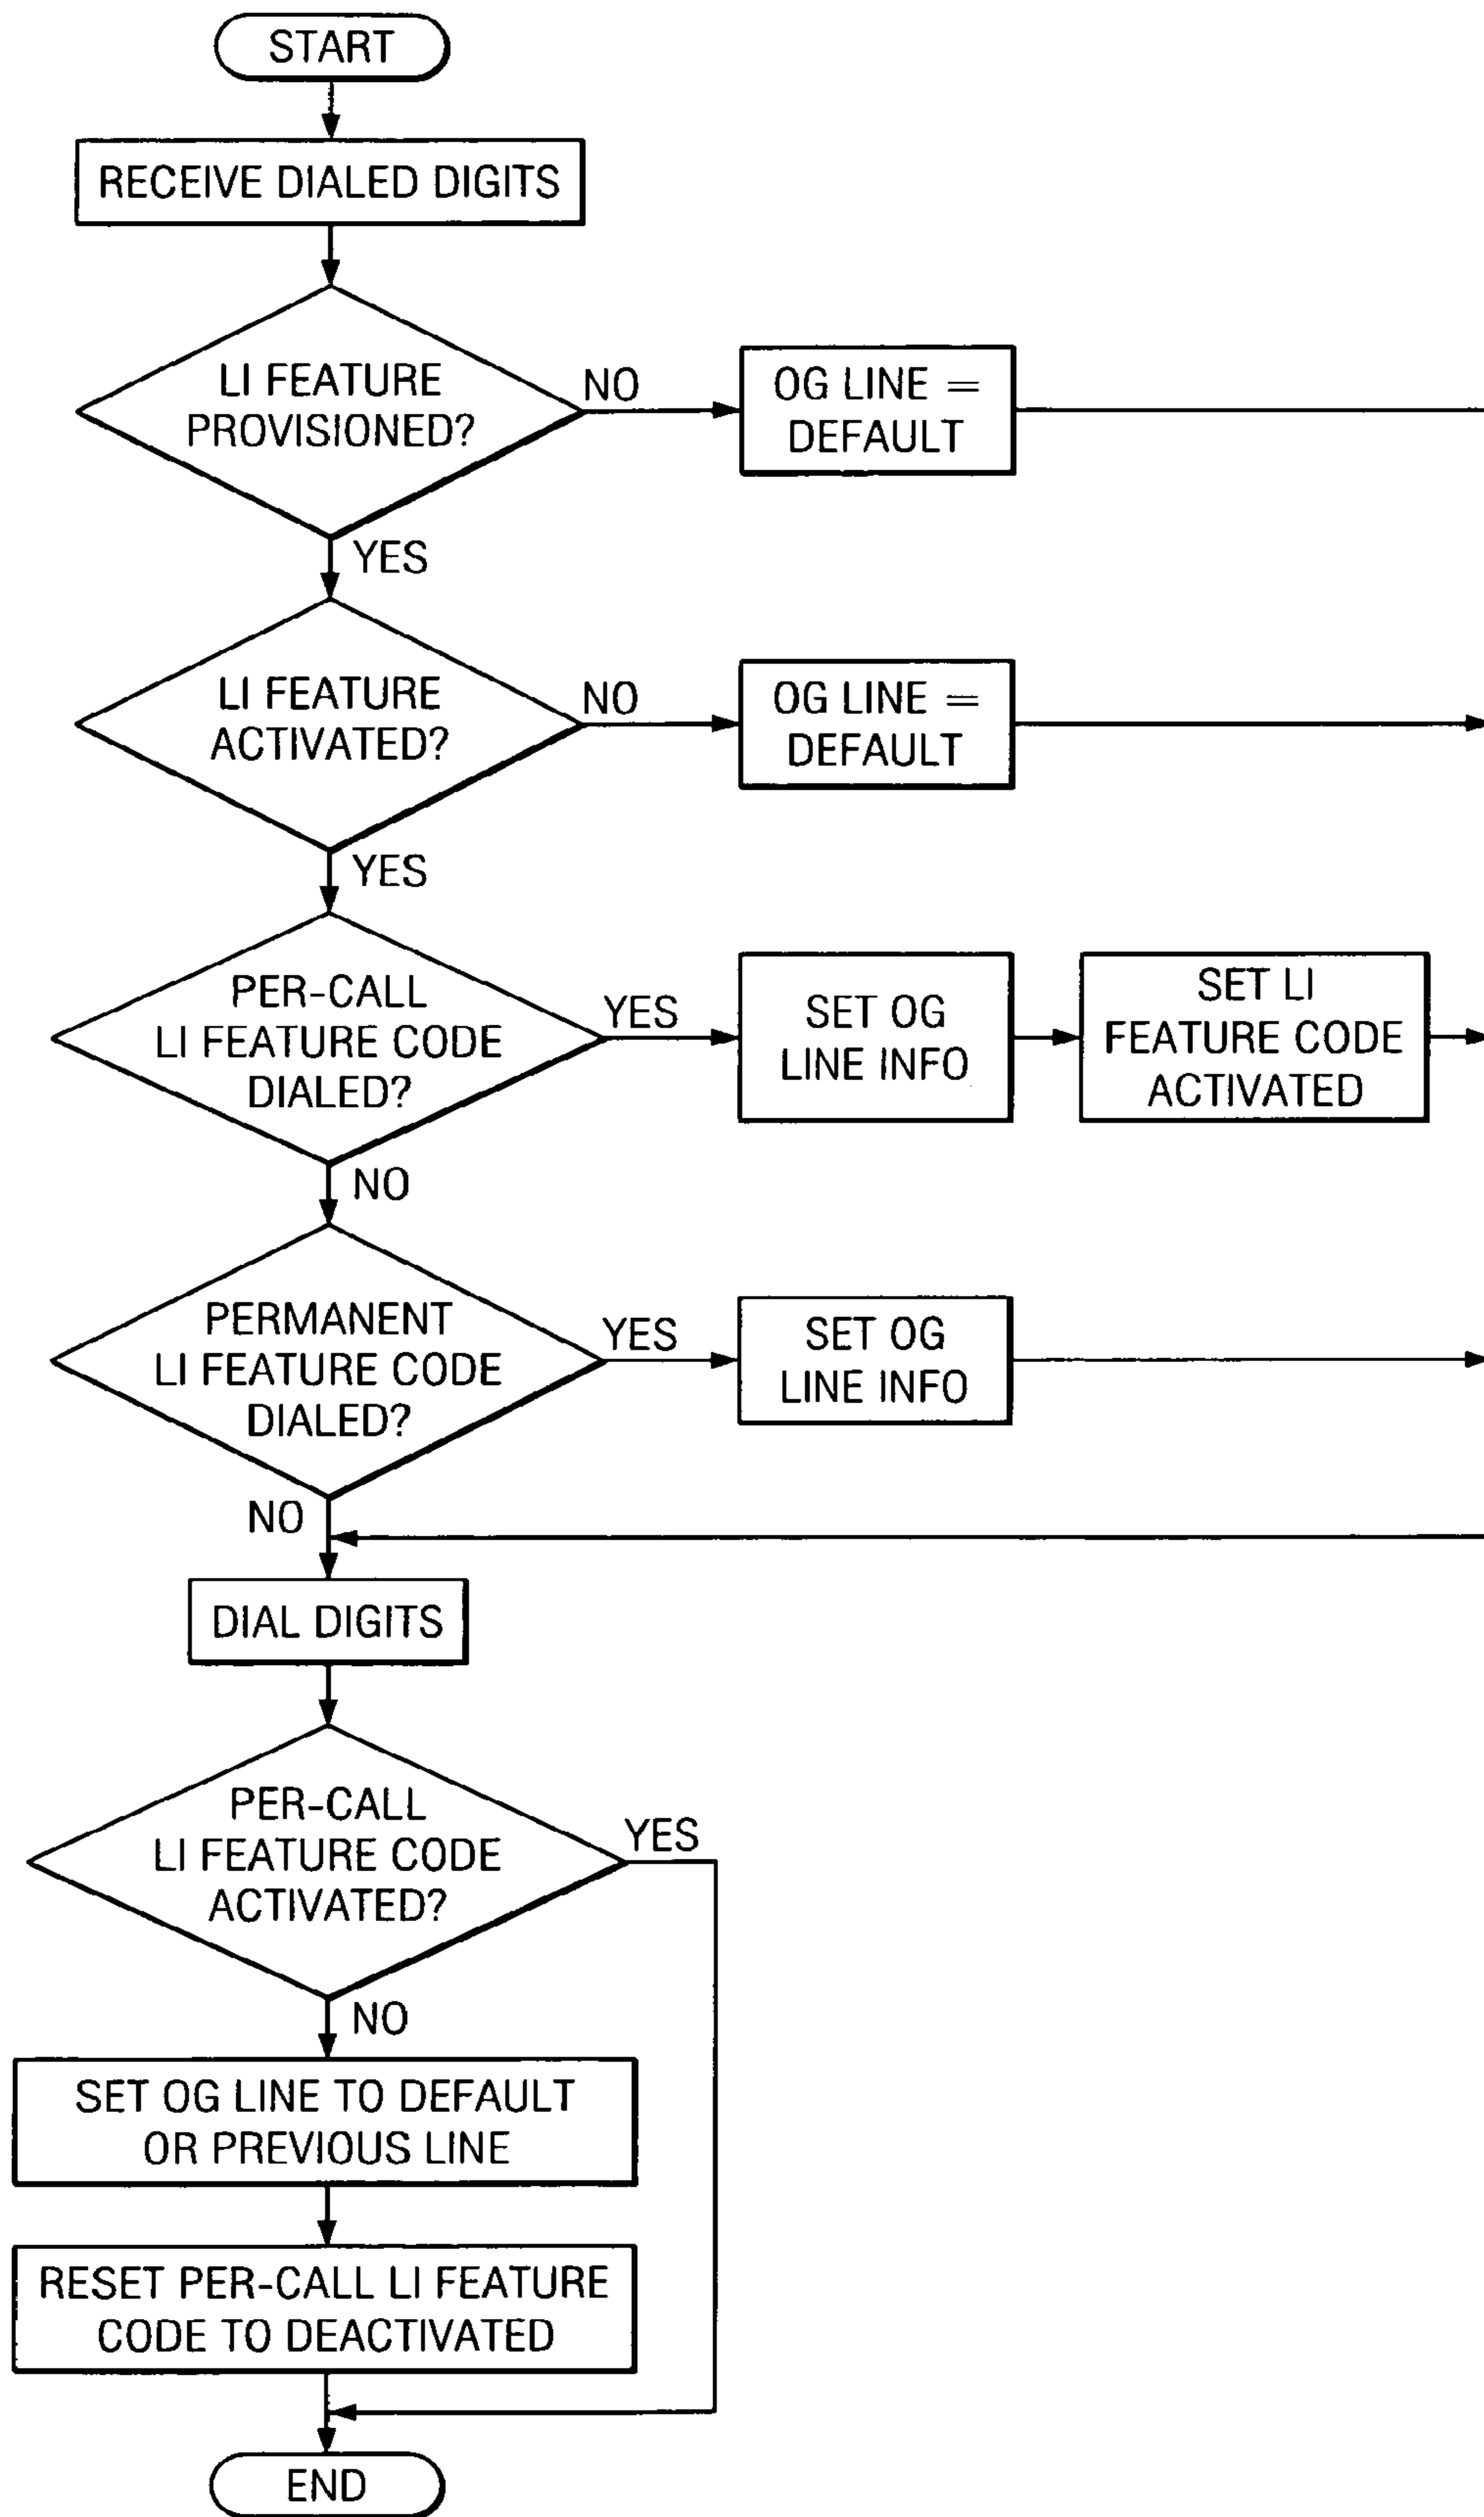 START
RECEIVE DIALED DIGITS
LI FEATURE
PROVISIONED?
NO
OG LINE =
DEFAULT
YES
LI FEATURE
ACTIVATED?
NO
OG LINE =
DEFAULT
YES
PER-CALL
LI FEATURE CODE
DIALED?
YES
SET OG
LINE INFO
SET LI
FEATURE CODE
ACTIVATED
NO
PERMANENT
LI FEATURE CODE
DIALED?
YES
SET OG
LINE INFO
NO
DIAL DIGITS
PER-CALL
LI FEATURE CODE
ACTIVATED?
YES
NO
SET OG LINE TO DEFAULT
OR PREVIOUS LINE
RESET PER-CALL LI FEATURE
CODE TO DEACTIVATED
END